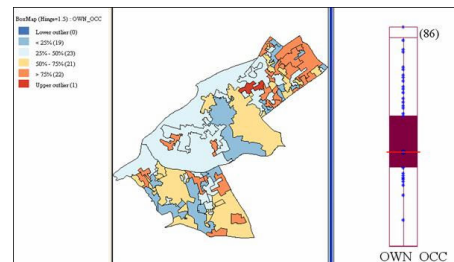 BoxMap (Hinge=1.5) : OWN_OCC
Lower outlier (0)
< 25% (19)
25% - 50% (23)
50% - 75% (21)
> 75% (22)
Upper outlier (1)
(86)
OWN_OCC